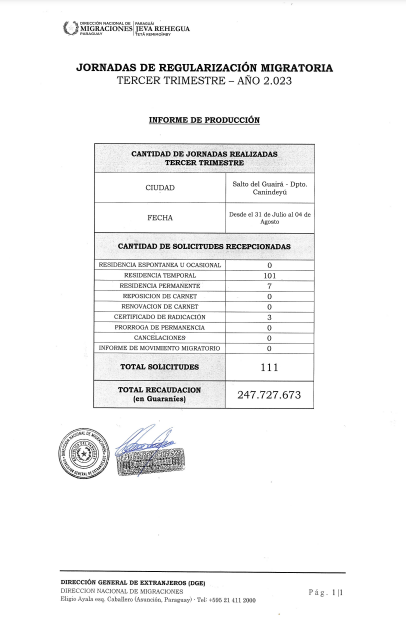 DIRECCIÓN NACIONAL DE
MIGRACIONES
PARAGUAY
PARAGUÁI
JEVA REHEGUA
TETÃ REMIMOĨMBY
JORNADAS DE REGULARIZACIÓN MIGRATORIA
TERCER TRIMESTRE – AÑO 2.023
INFORME DE PRODUCCIÓN
CANTIDAD DE JORNADAS REALIZADAS
TERCER TRIMESTRE
CIUDAD
Salto del Guairá - Dpto.
Canindeyú
FECHA
Desde el 31 de Julio al 04 de
Agosto
CANTIDAD DE SOLICITUDES RECEPCIONADAS
RESIDENCIA ESPONTANEA U OCASIONAL 0
RESIDENCIA TEMPORAL 101
RESIDENCIA PERMANENTE 7
REPOSICION DE CARNET 0
RENOVACION DE CARNET 0
CERTIFICADO DE RADICACIÓN 3
PRORROGA DE PERMANENCIA 0
CANCELACIONES 0
INFORME DE MOVIMIENTO MIGRATORIO 0
TOTAL SOLICITUDES 111
TOTAL RECAUDACION
(en Guaraníes)
247.727.673
DIRECCIÓN GENERAL DE EXTRANJEROS (DGE)
DIRECCION NACIONAL DE MIGRACIONES
Eligio Ayala esq. Caballero (Asunción, Paraguay) - Tel: +595 21 411 2000
Pág. 1|1